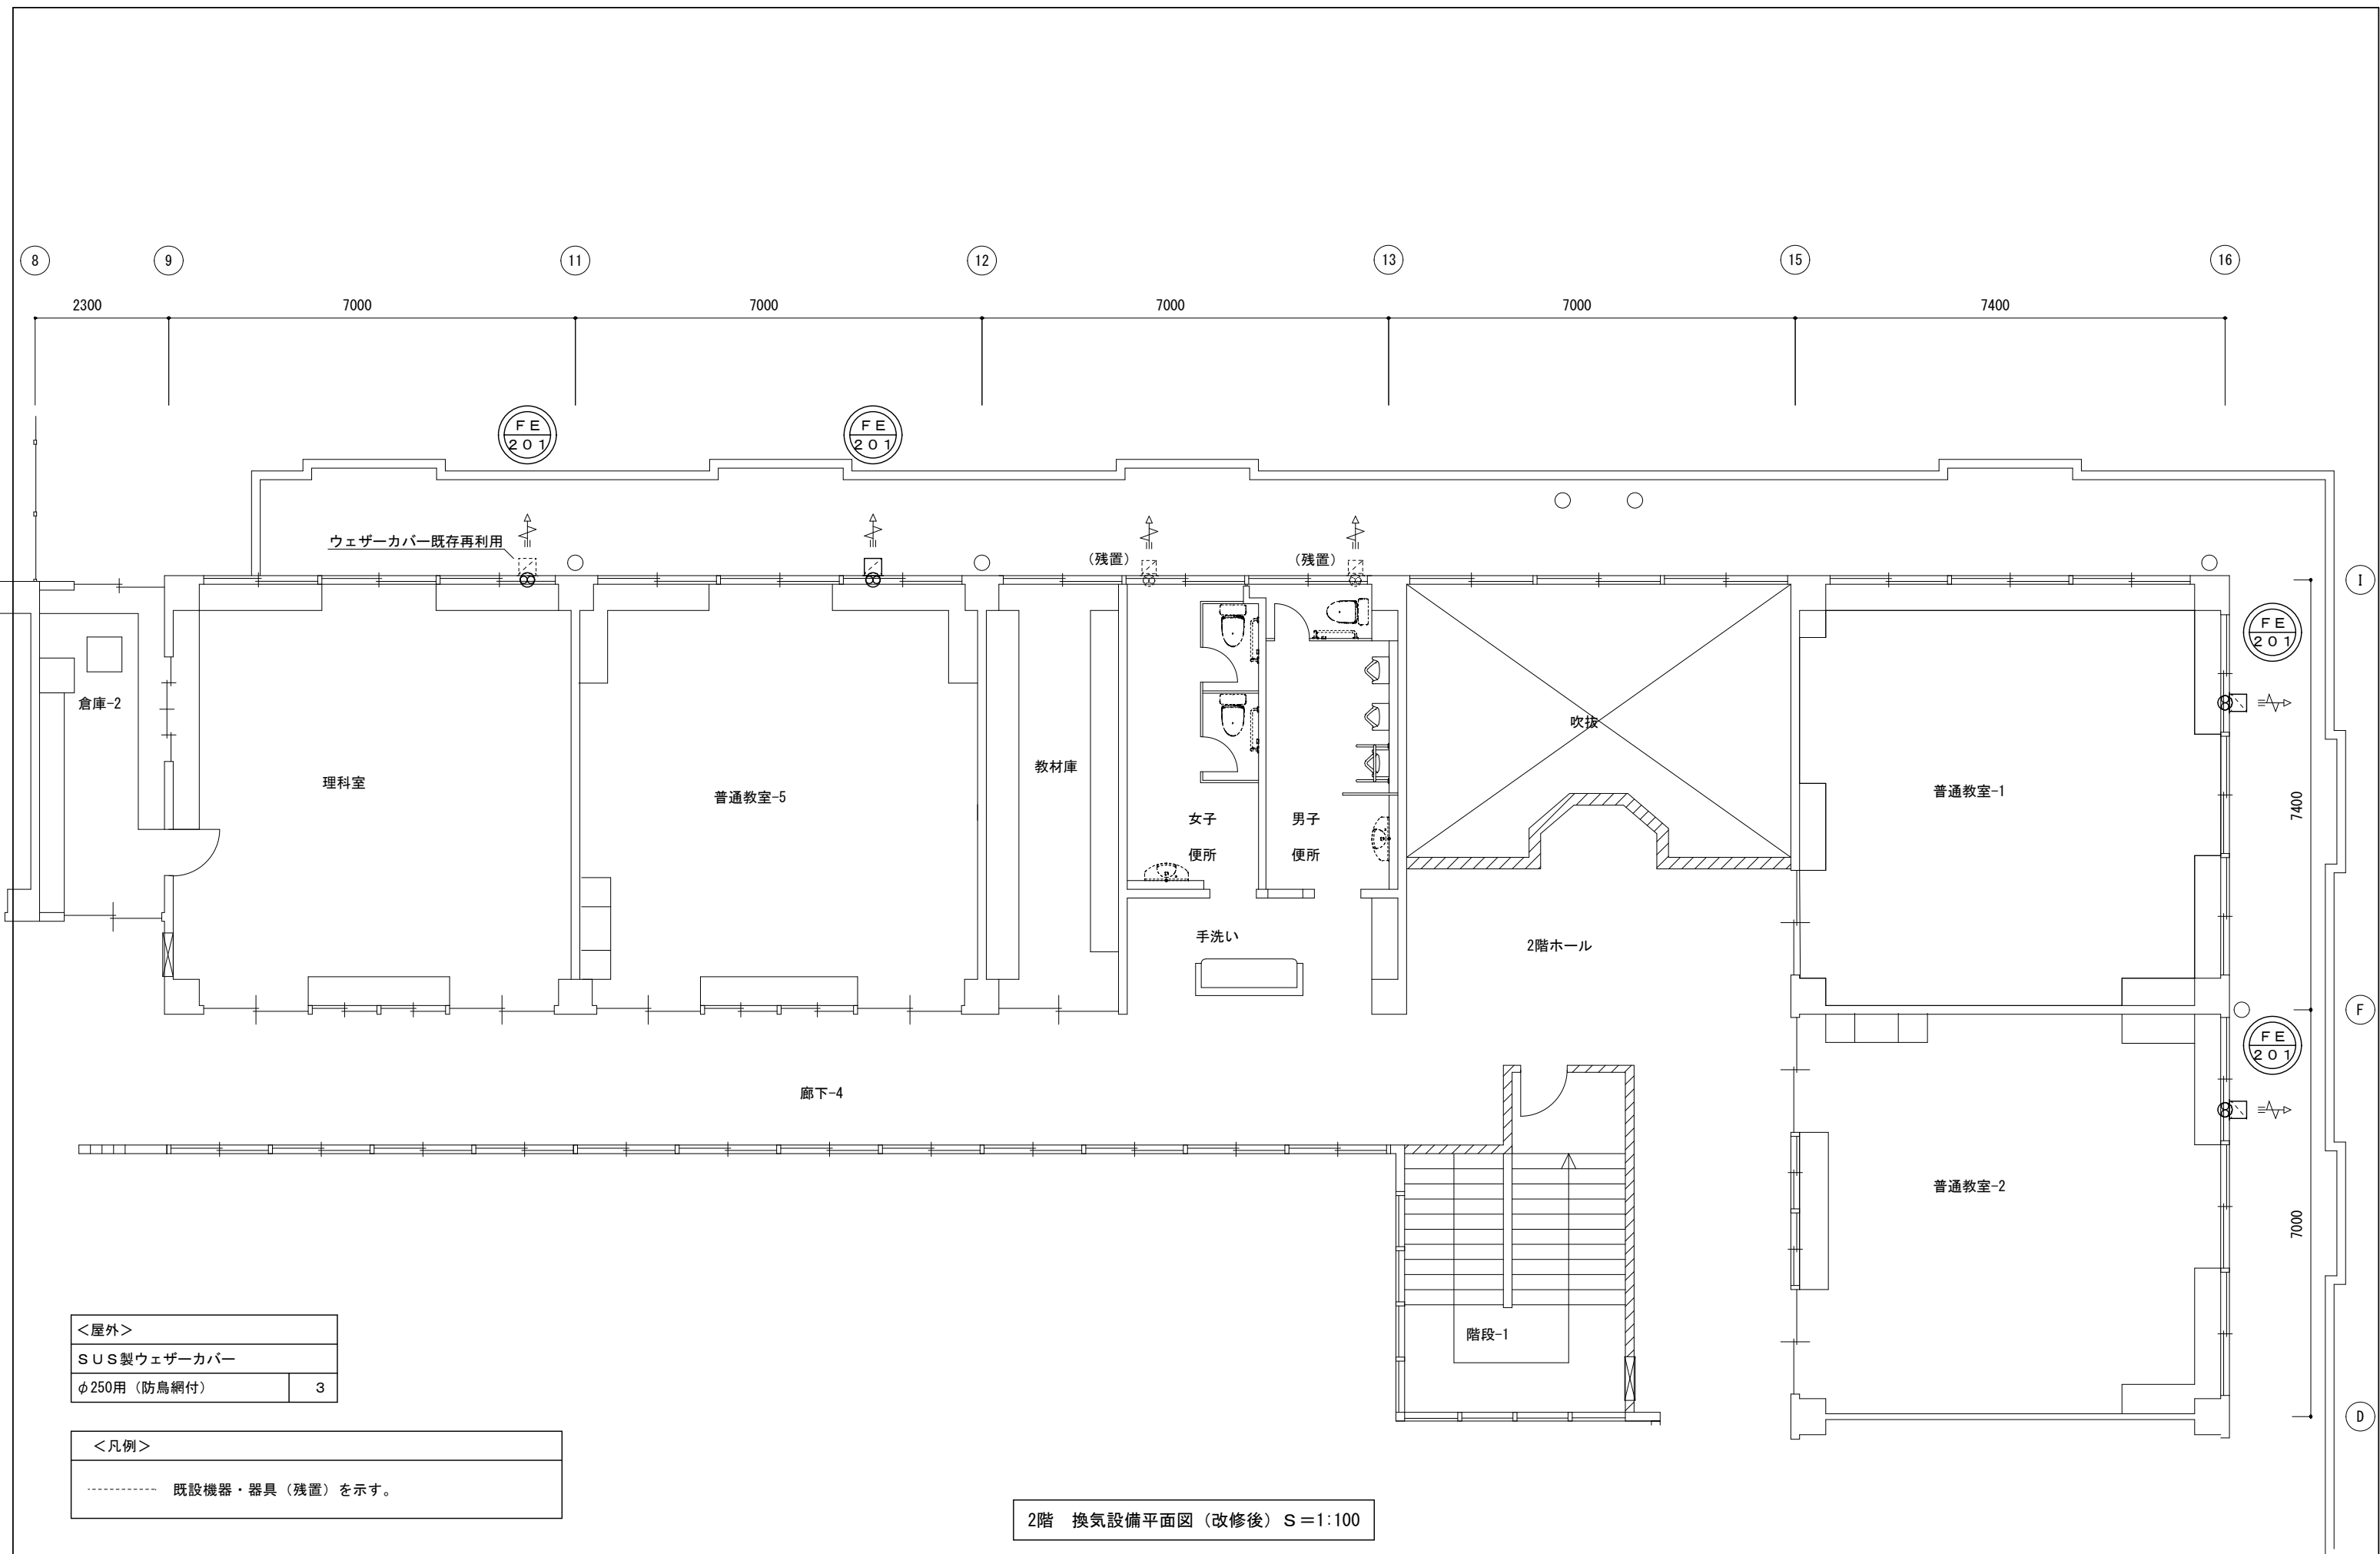 8 9 11 12 13 15 16
2300 7000 7000 7000 7000 7400
FE
201
FE
201
ウェザーカバー既存再利用
(残置)
(残置)
I
FE
201
倉庫-2
吹抜
教材庫
理科室
普通教室-5
普通教室-1
7400
女子
便所
男子
便所
手洗い
2階ホール
F
FE
201
廊下-4
普通教室-2
7000
階段-1
D
<屋外>
SUS製ウェザーカバー
φ250用(防鳥網付) 3
<凡例>
既設機器・器具(残置)を示す。
2階 換気設備平面図(改修後)S=1:100